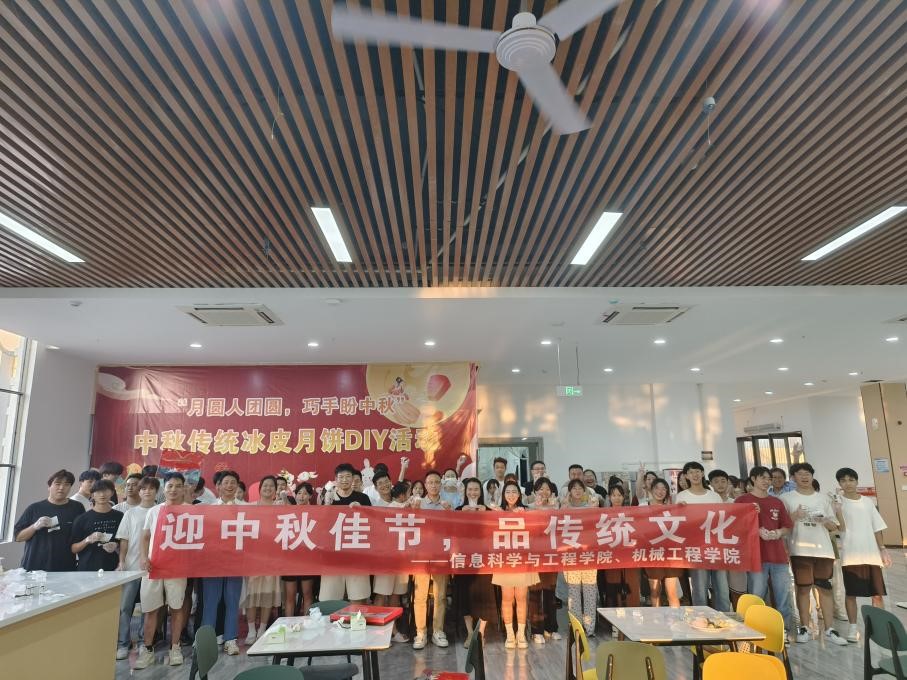 “月圆人团圆，巧手盼中秋”
中秋传统冰皮月饼DIY活动
迎中秋佳节，品传统文化
——信息科学与工程学院、机械工程学院